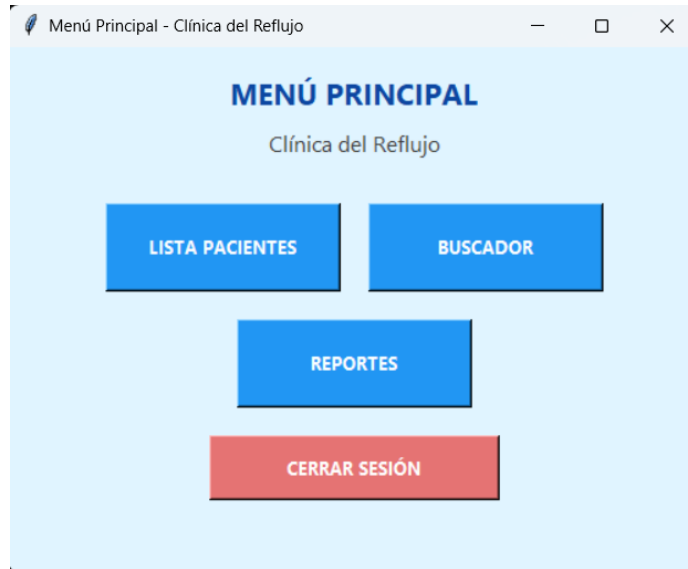 Menú Principal - Clínica del Reflujo
MENÚ PRINCIPAL
Clínica del Reflujo
LISTA PACIENTES
BUSCADOR
REPORTES
CERRAR SESIÓN